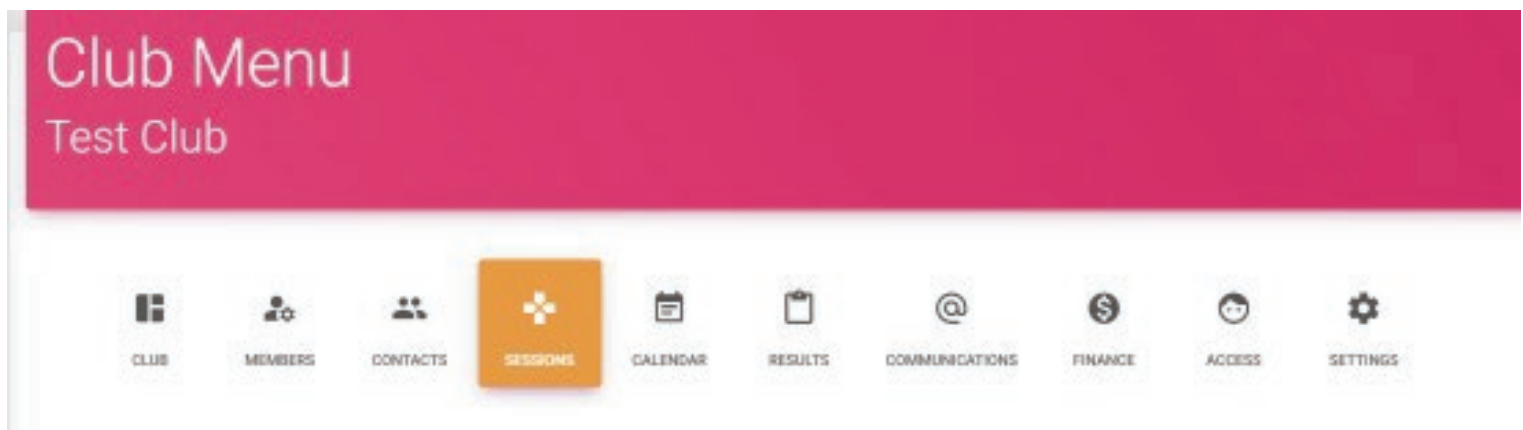 Club Menu
Test Club
CLUB MEMBERS CONTACTS SESSIONS CALENDAR RESULTS COMMUNICATIONS FINANCE ACCESS SETTINGS